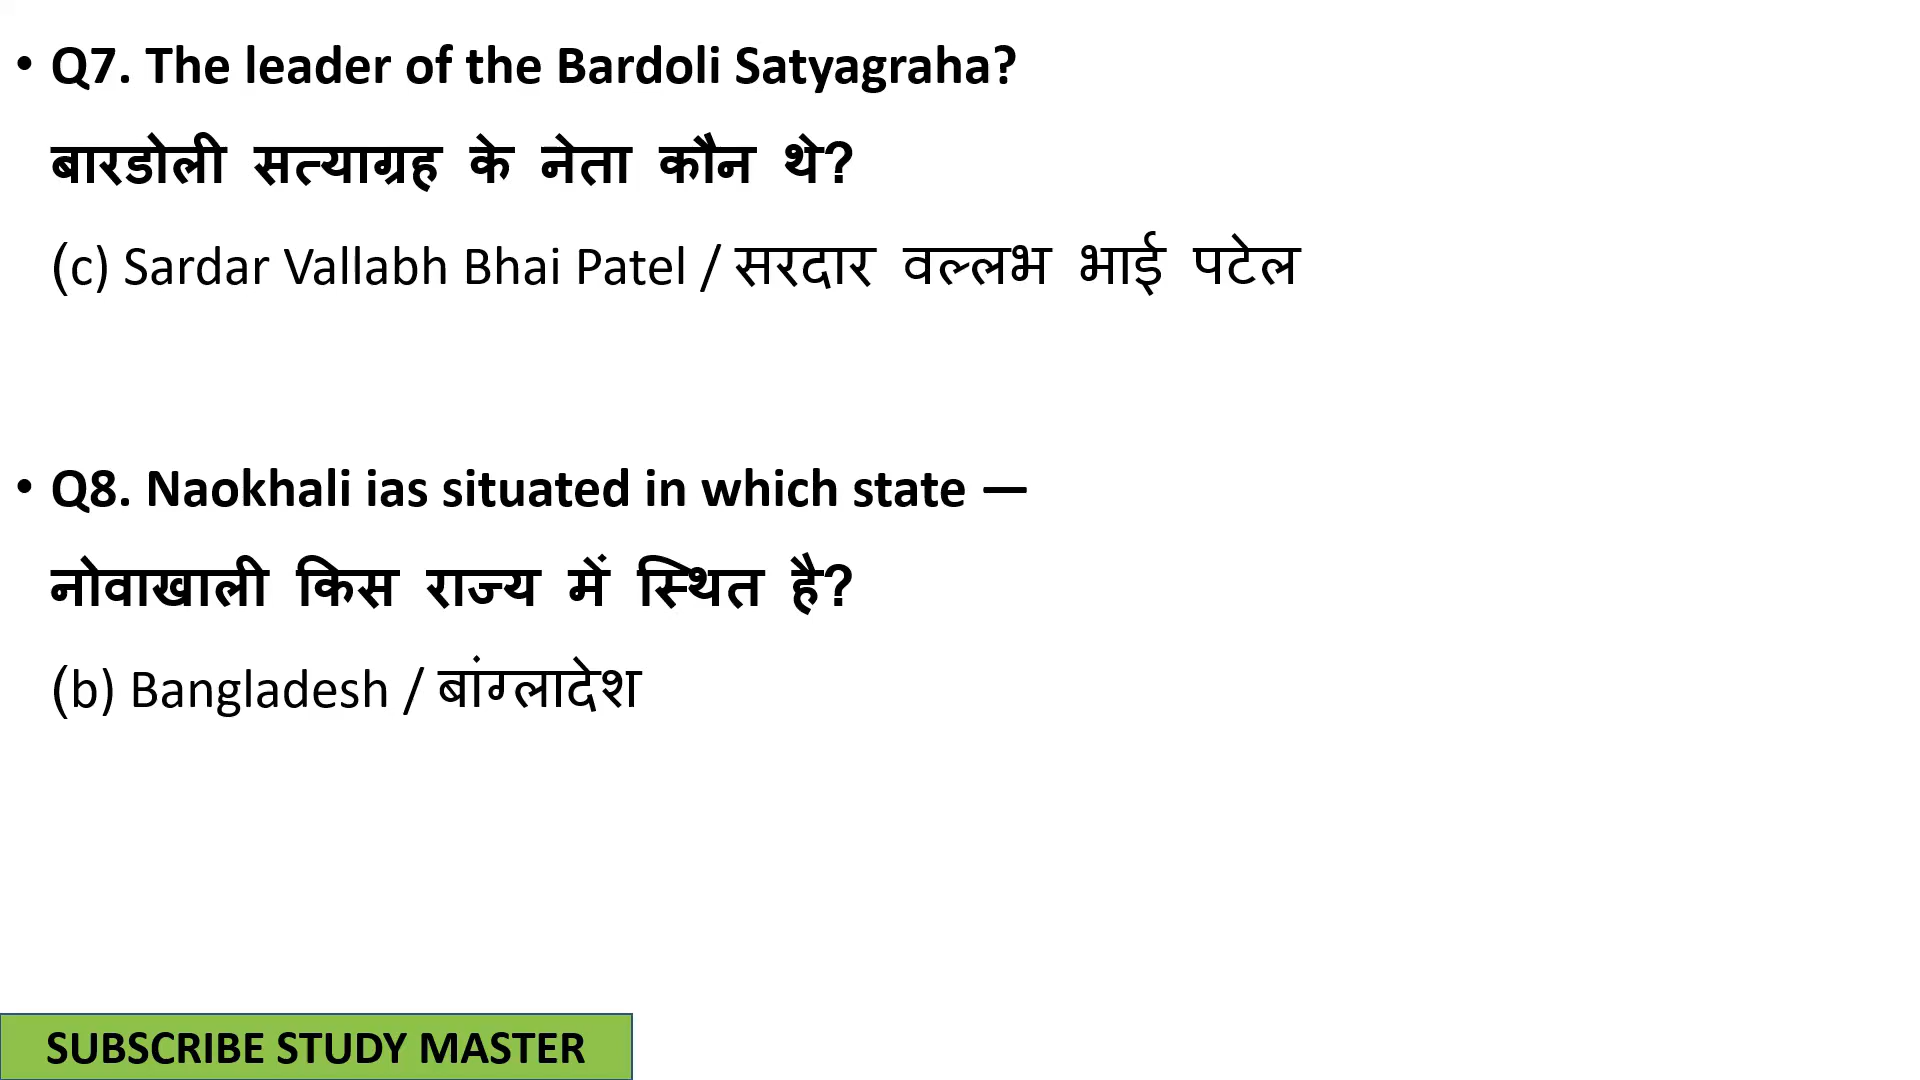 • Q7. The leader of the Bardoli Satyagraha?
बारडोली सत्याग्रह के नेता कौन थे?
(c) Sardar Vallabh Bhai Patel / सरदार वल्लभ भाई पटेल
• Q8. Naokhali ias situated in which state —
नोवाखाली किस राज्य में स्थित है?
(b) Bangladesh / बांग्लादेश
SUBSCRIBE STUDY MASTER